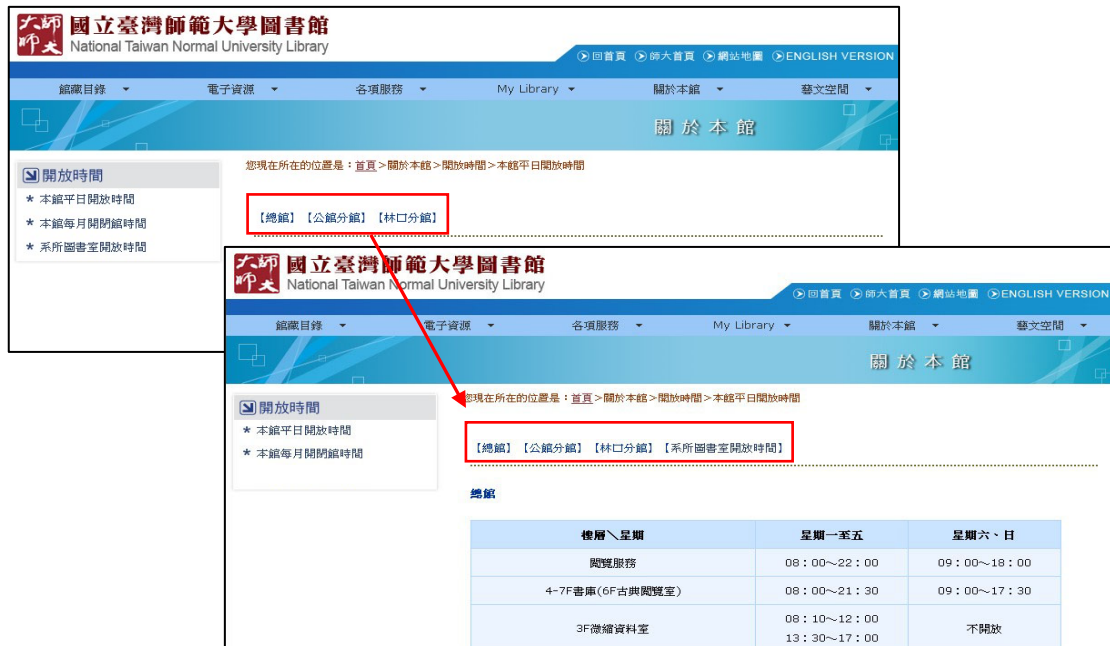 大師 師大 國立臺灣師範大學圖書館
National Taiwan Normal University Library
回首頁 師大首頁 網站地圖 ENGLISH VERSION
館藏目錄 電子資源 各項服務 My Library 關於本館 藝文空間
關於本館
開放時間
* 本館平日開放時間
* 本館每月開閉館時間
* 系所圖書室開放時間
您現在所在的位置是：首頁>關於本館>開放時間>本館平日開放時間
【總館】【公館分館】【林口分館】
大師 師大 國立臺灣師範大學圖書館
National Taiwan Normal University Library
回首頁 師大首頁 網站地圖 ENGLISH VERSION
館藏目錄 電子資源 各項服務 My Library 關於本館 藝文空間
關於本館
開放時間
* 本館平日開放時間
* 本館每月開閉館時間
您現在所在的位置是：首頁>關於本館>開放時間>本館平日開放時間
【總館】【公館分館】【林口分館】【系所圖書室開放時間】
總館
樓層＼星期 星期一至五 星期六、日
閱覽服務 08：00～22：00 09：00～18：00
4-7F書庫(6F古典閱覽室) 08：00～21：30 09：00～17：30
3F微縮資料室 08：10～12：00 不開放
13：30～17：00